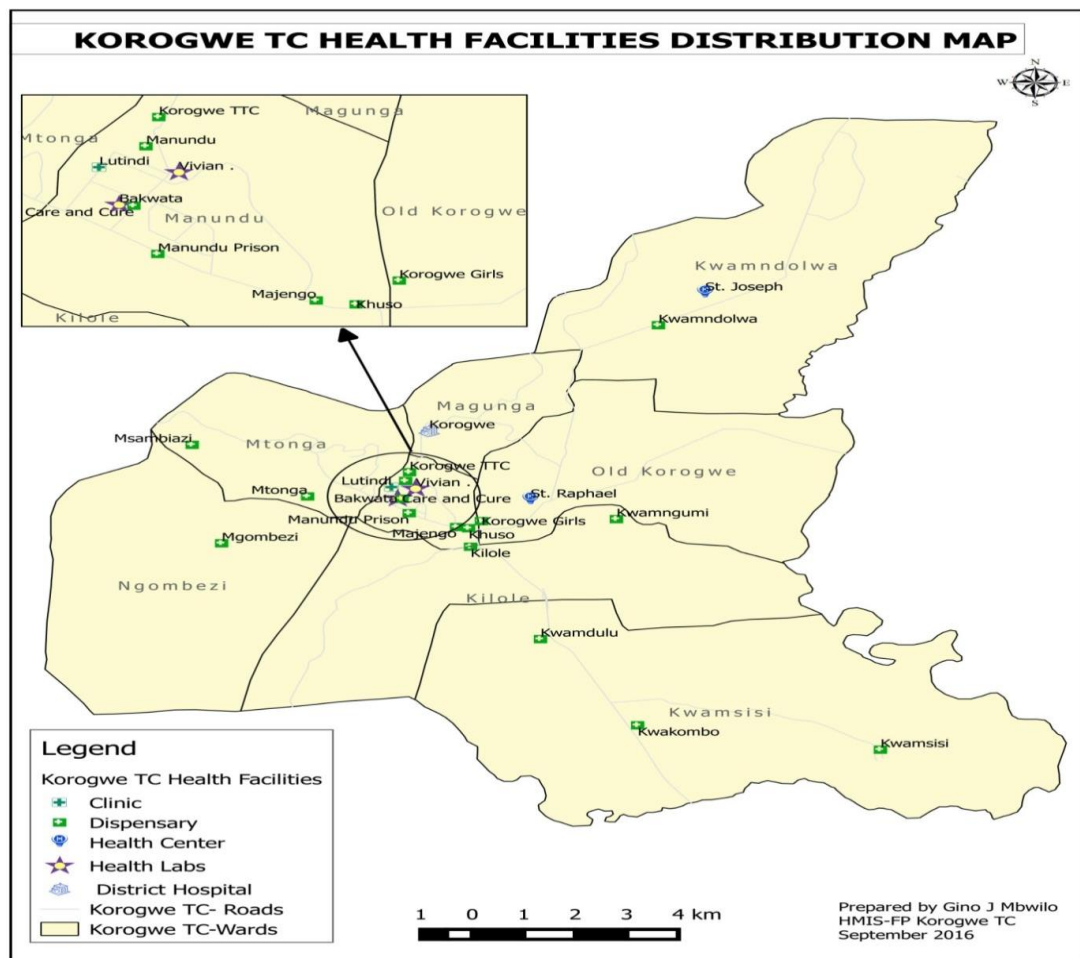 KOROGWE TC HEALTH FACILITIES DISTRIBUTION MAP
N
W E
S
Korogwe TTC
Magunga
Mtonga
Manundu
Lutindi
Vivian .
Bakwata
Care and Cure
Manundu
Old Korogwe
Manundu Prison
Korogwe Girls
Majengo
Khuso
Kilole
Kwamndolwa
St. Joseph
Kwamndolwa
Magunga
Korogwe
Msambiazi
Mtonga
Korogwe TTC
Old Korogwe
Lutindi
Vivian .
Mtonga
Bakwata Care and Cure
St. Raphael
Manundu Prison
Korogwe Girls
Kwamngumi
Majengo
Khuso
Mgombezi
Kilole
Ngombezi
Kilole
Kwamdulu
Kwamsisi
Kwakombo
Kwamsisi
Legend
Korogwe TC Health Facilities
Clinic
Dispensary
Health Center
Health Labs
District Hospital
Korogwe TC- Roads
Korogwe TC-Wards
1 0 1 2 3 4 km
Prepared by Gino J Mbwilo
HMIS-FP Korogwe TC
September 2016